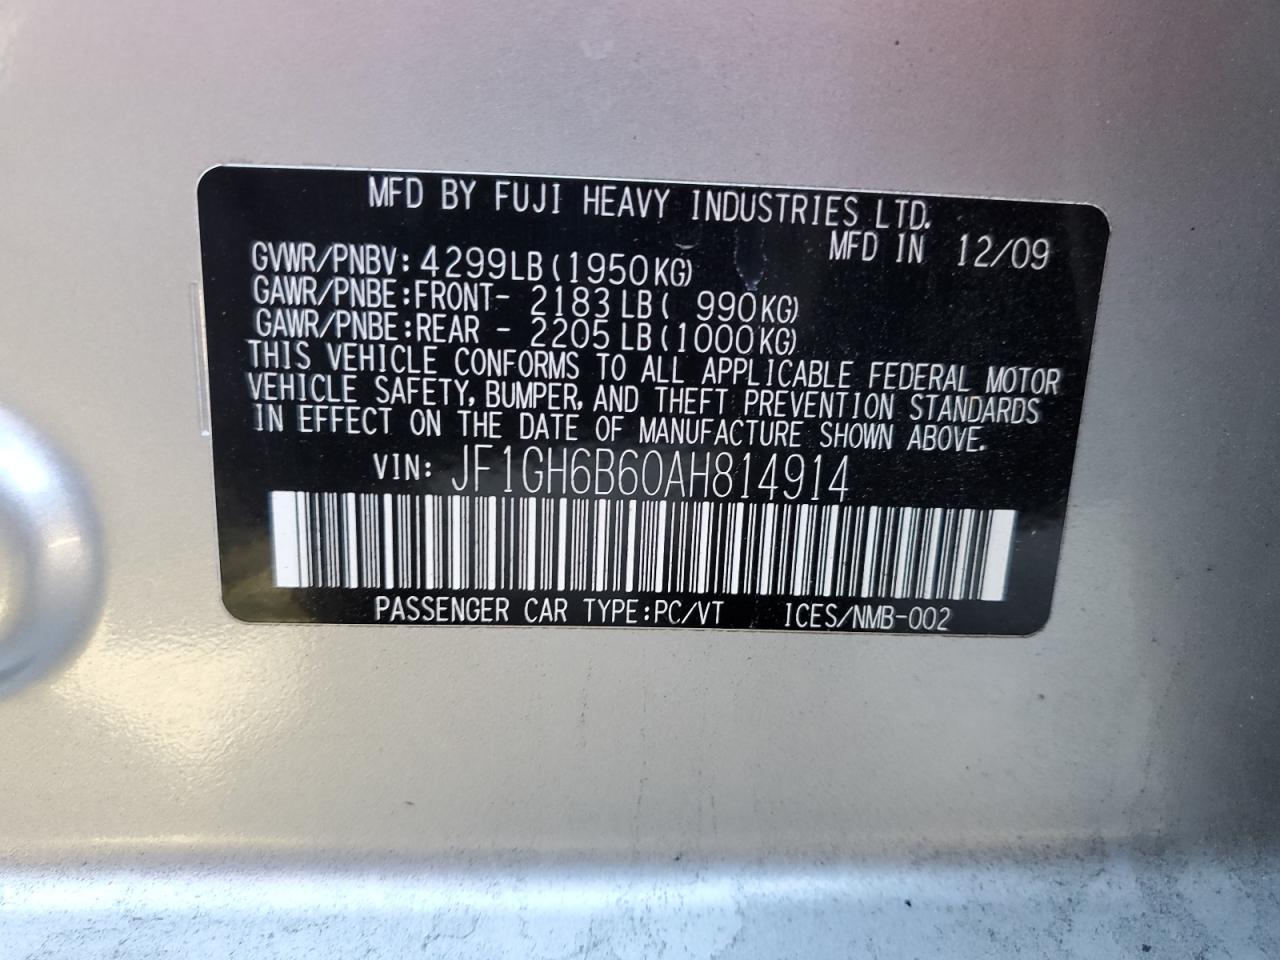 MFD BY FUJI HEAVY INDUSTRIES LTD.
MFD IN 12/09
GVWR/PNBV: 4299LB(1950KG)
GAWR/PNBE:FRONT- 2183LB( 990KG)
GAWR/PNBE:REAR - 2205LB(1000KG)
THIS VEHICLE CONFORMS TO ALL APPLICABLE FEDERAL MOTOR
VEHICLE SAFETY, BUMPER, AND THEFT PREVENTION STANDARDS
IN EFFECT ON THE DATE OF MANUFACTURE SHOWN ABOVE.
VIN: JF1GH6B60AH814914
PASSENGER CAR TYPE:PC/VT ICES/NMB-002